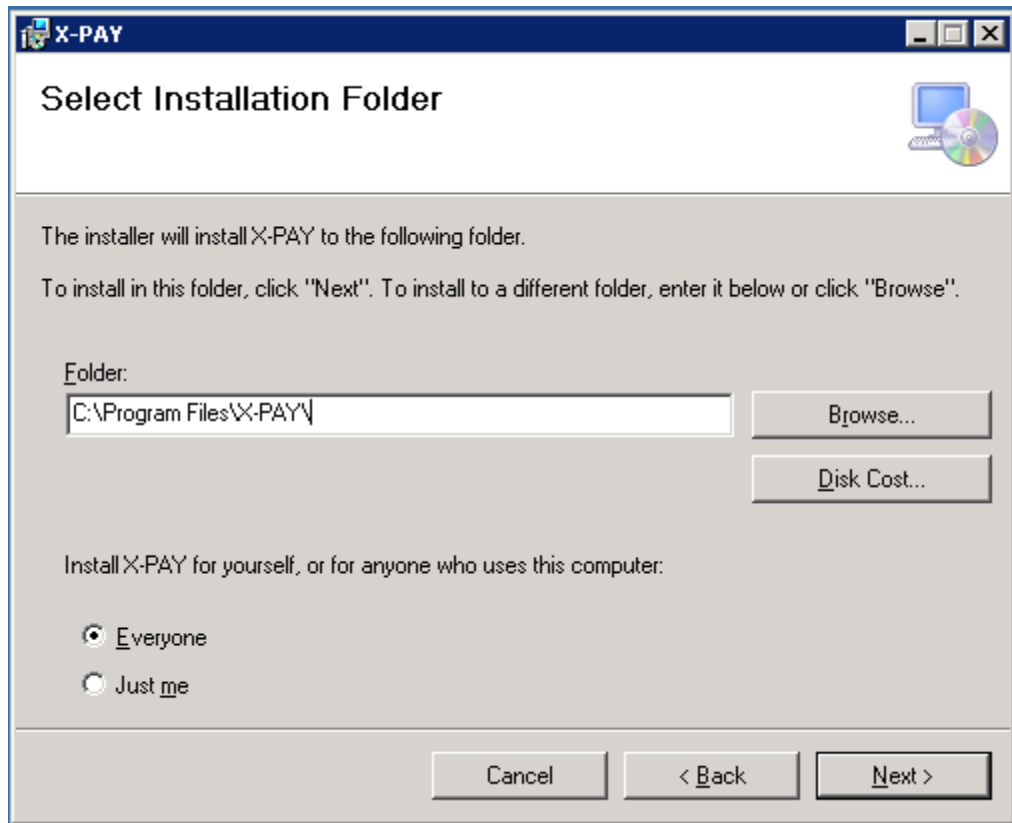 X-PAY
Select Installation Folder
The installer will install X-PAY to the following folder.
To install in this folder, click "Next". To install to a different folder, enter it below or click "Browse".
Folder:
C:\Program Files\X-PAY\
Browse...
Disk Cost...
Install X-PAY for yourself, or for anyone who uses this computer:
Everyone
Just me
Cancel
< Back
Next >